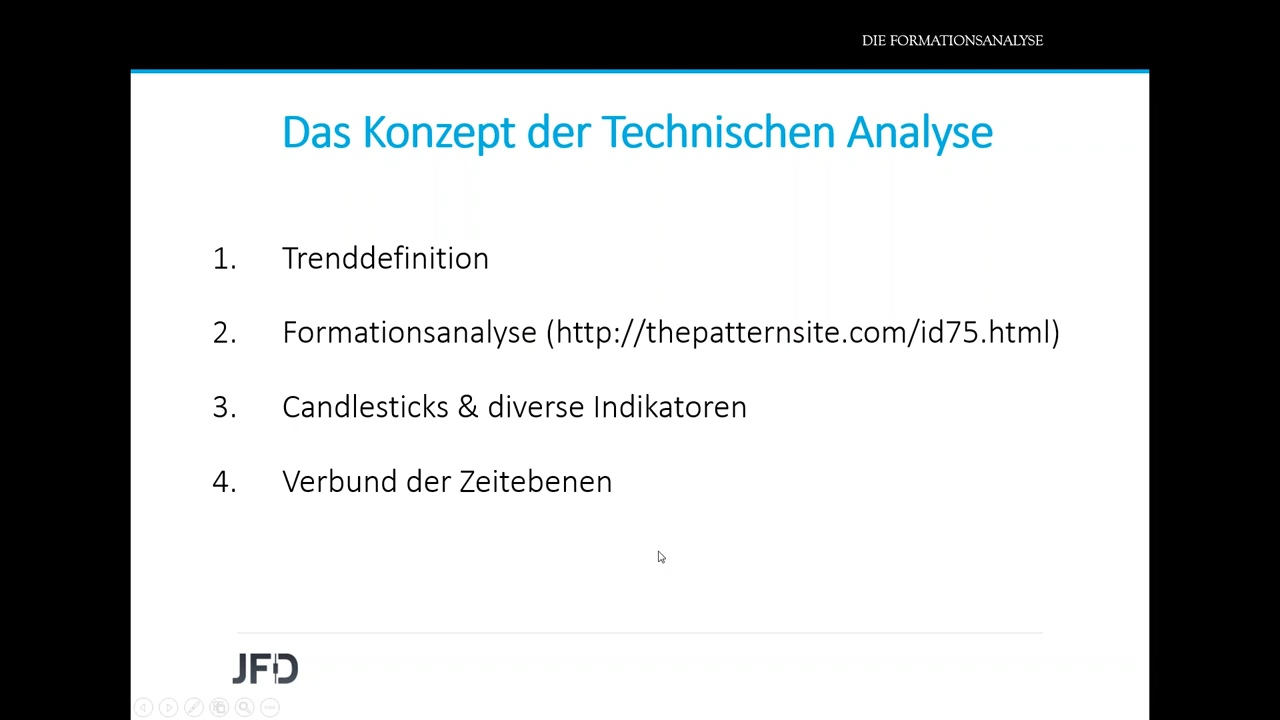 DIE FORMATIONSANALYSE
Das Konzept der Technischen Analyse
1. Trenddefinition
2. Formationsanalyse (http://thepatternsite.com/id75.html)
3. Candlesticks & diverse Indikatoren
4. Verbund der Zeitebenen
JFD